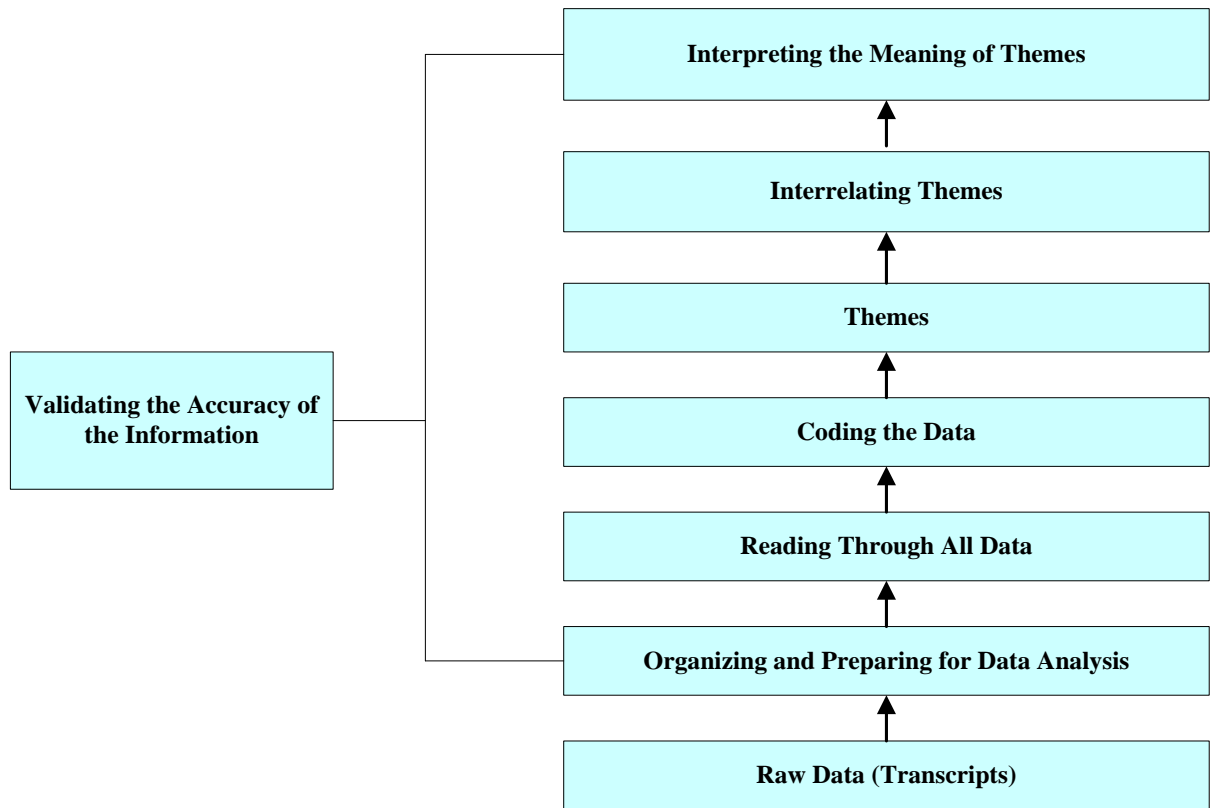 Interpreting the Meaning of Themes
Interrelating Themes
Themes
Validating the Accuracy of
the Information
Coding the Data
Reading Through All Data
Organizing and Preparing for Data Analysis
Raw Data (Transcripts)